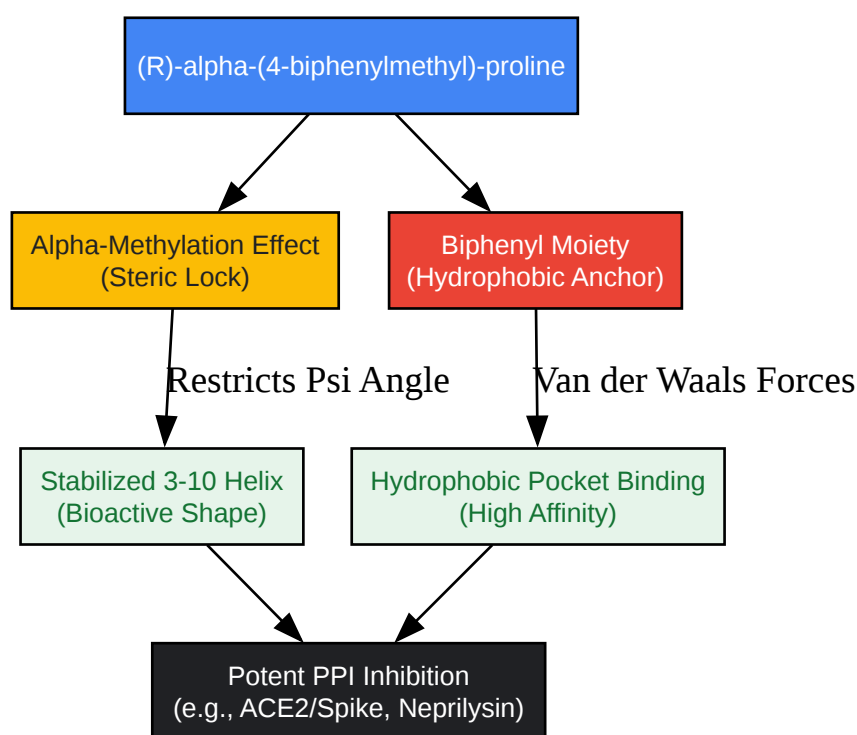 (R)-alpha-(4-biphenylmethyl)-proline
Alpha-Methylation Effect
(Steric Lock)
Biphenyl Moiety
(Hydrophobic Anchor)
Restricts Psi Angle
Van der Waals Forces
Stabilized 3-10 Helix
(Bioactive Shape)
Hydrophobic Pocket Binding
(High Affinity)
Potent PPI Inhibition
(e.g., ACE2/Spike, Neprilysin)